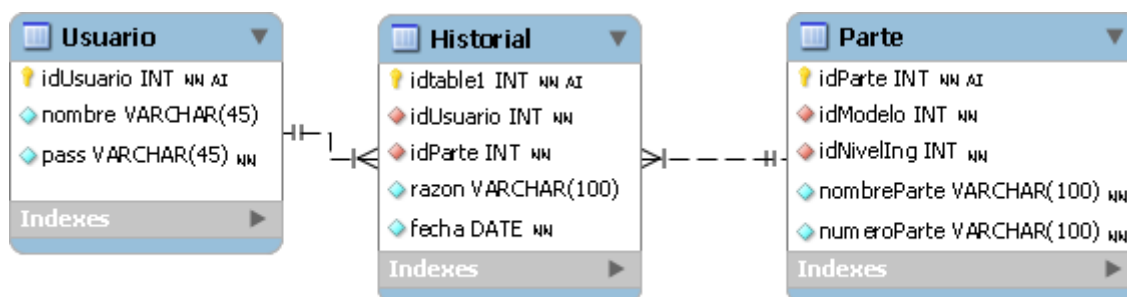 Usuario
idUsuario INT NN AI
nombre VARCHAR(45)
pass VARCHAR(45) NN
Indexes
Historial
idtable1 INT NN AI
idUsuario INT NN
idParte INT NN
razon VARCHAR(100)
fecha DATE NN
Indexes
Parte
idParte INT NN AI
idModelo INT NN
idNivelIng INT NN
nombreParte VARCHAR(100) NN
numeroParte VARCHAR(100) NN
Indexes